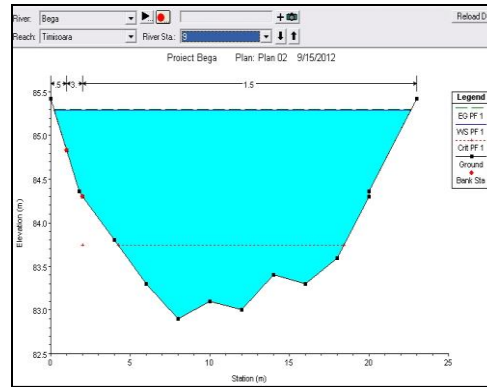 River: Bega Reload D
Reach: Timisoara River Sta.: 9
Proiect Bega Plan: Plan 02 9/15/2012
.5 3. 1.5
Legend
EG PF 1
WS PF 1
Crit PF 1
Ground
Bank Sta
85.5
85.0
84.5
84.0
83.5
83.0
82.5
Elevation (m)
0 5 10 15 20 25
Station (m)